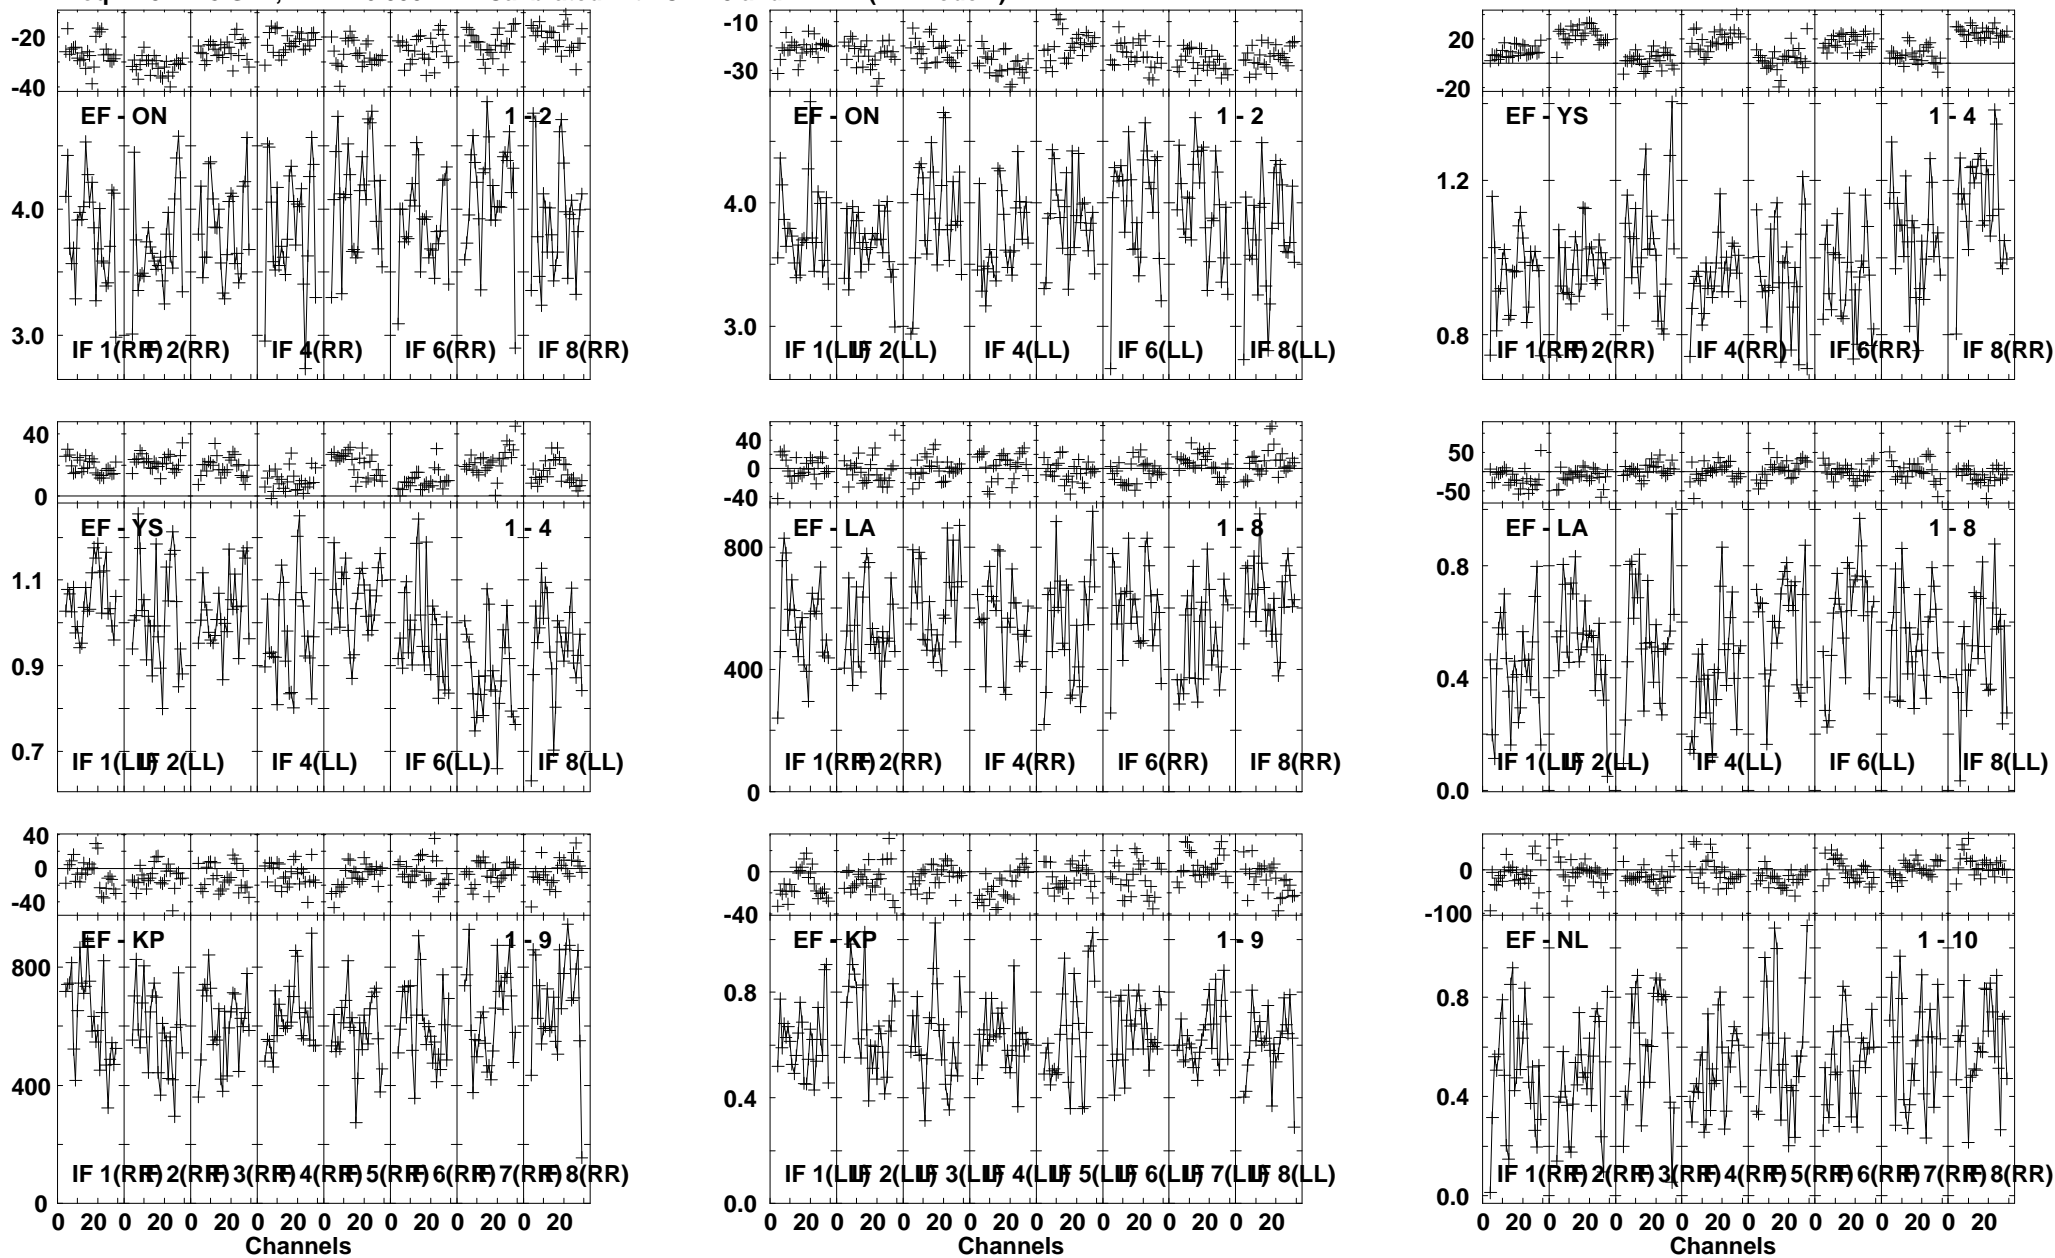 -20
-40
EF - ON 1 - 2
4.0
3.0
IF 1(RR) IF 2(RR) IF 4(RR) IF 6(RR) IF 8(RR)
-10
-30
EF - ON 1 - 2
4.0
3.0
IF 1(LL) IF 2(LL) IF 4(LL) IF 6(LL) IF 8(LL)
20
-20
EF - YS 1 - 4
1.2
0.8
IF 1(RR) IF 2(RR) IF 4(RR) IF 6(RR) IF 8(RR)
40
0
EF - YS 1 - 4
1.1
0.9
0.7
IF 1(LL) IF 2(LL) IF 4(LL) IF 6(LL) IF 8(LL)
40
0
-40
EF - LA 1 - 8
800
400
IF 1(RR) IF 2(RR) IF 4(RR) IF 6(RR) IF 8(RR)
0
50
-50
EF - LA 1 - 8
0.8
0.4
IF 1(LL) IF 2(LL) IF 4(LL) IF 6(LL) IF 8(LL)
0.0
40
0
-40
EF - KP 1 - 9
800
400
IF 1(RR) IF 2(RR) IF 3(RR) IF 4(RR) IF 5(RR) IF 6(RR) IF 7(RR) IF 8(RR)
0
0 20 0 20 0 20 0 20 0 20 0 20 0 20 0 20
Channels
0
-40
EF - KP 1 - 9
0.8
0.4
IF 1(LL) IF 2(LL) IF 3(LL) IF 4(LL) IF 5(LL) IF 6(LL) IF 7(LL) IF 8(LL)
0.0
0 20 0 20 0 20 0 20 0 20 0 20 0 20 0 20
Channels
0
-100
EF - NL 1 - 10
0.8
0.4
IF 1(RR) IF 2(RR) IF 3(RR) IF 4(RR) IF 5(RR) IF 6(RR) IF 7(RR) IF 8(RR)
0.0
0 20 0 20 0 20 0 20 0 20 0 20 0 20 0 20
Channels